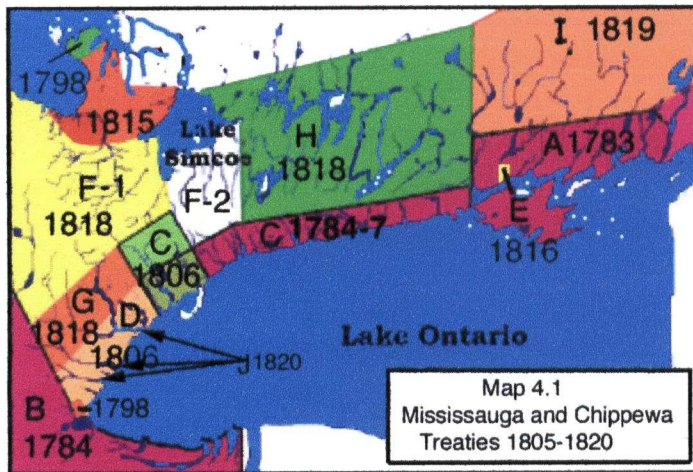 I 1819
1798
1815
Lake
Simcoe
H
1818
A 1783
F-1
1818
F-2
E
1816
C 1784-7
C
1806
G
1818
D
1806
J1820
Lake Ontario
B
1784
1798
Map 4.1
Mississauga and Chippewa
Treaties 1805-1820